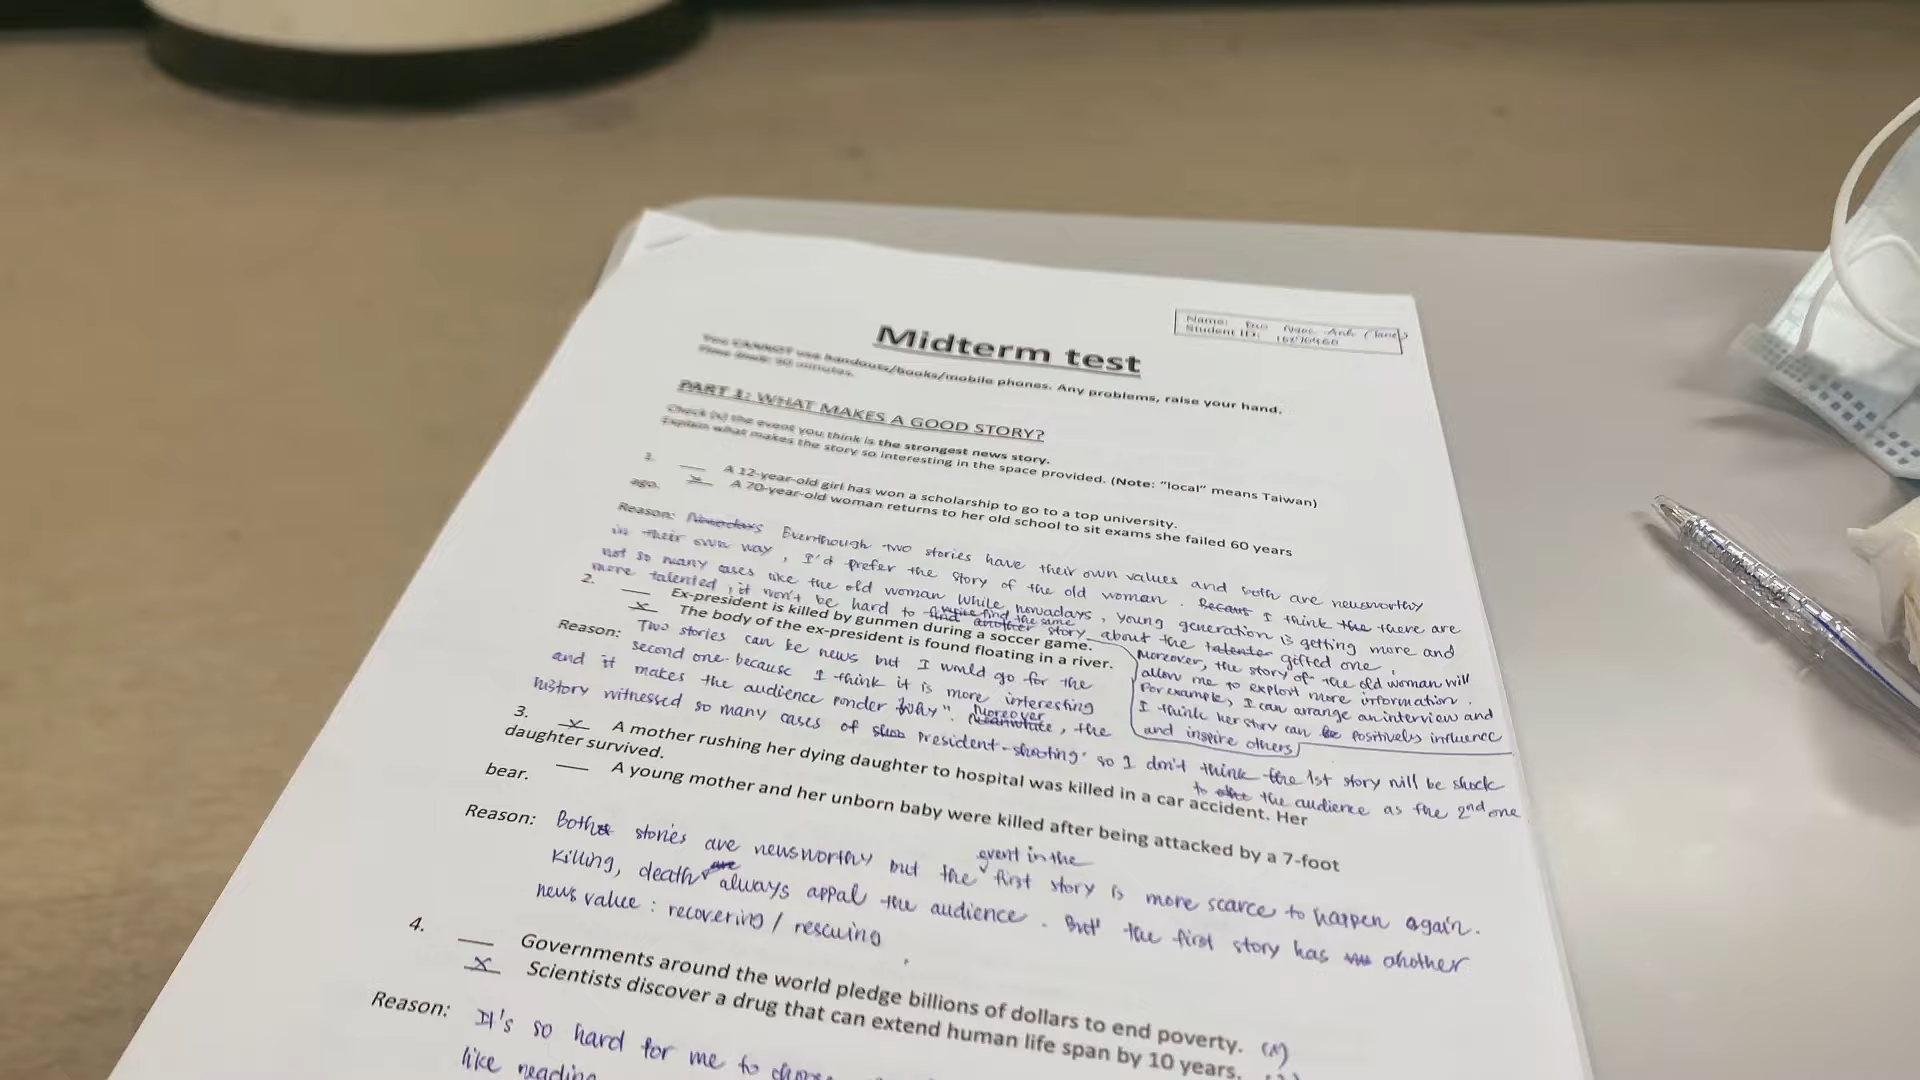 Midterm test
Name: Ngoc Anh (Jane)
Student ID:
You CANNOT use handouts/books/mobile phones. Any problems, raise your hand.
Time limit: 90 minutes.
PART 1: WHAT MAKES A GOOD STORY?
Check (x) the event you think is the strongest news story.
Explain what makes the story so interesting in the space provided. (Note: "local" means Taiwan)
1. ___ A 12-year-old girl has won a scholarship to go to a top university.
x A 70-year-old woman returns to her old school to sit exams she failed 60 years
ago.
Reason: Eventhough two stories have their own values and both are newsworthy
in their own way, I'd prefer the story of the old woman. Because I think the there are
not so many cases like the old woman while nowadays, young generation is getting more and
more talented, it won't be hard to find the same story about the gifted one.
Moreover, the story of the old woman will
allow me to explort more information.
For example, I can arrange an interview and
I think her story can be positively influence
and inspire others
2. ___ Ex-president is killed by gunmen during a soccer game.
x The body of the ex-president is found floating in a river.
Reason: Two stories can be news but I would go for the
second one because I think it is more interesting
and it makes the audience ponder "why". Moreover, the
history witnessed so many cases of president-shooting so I don't think the 1st story will be shock
to the audience as the 2nd one
3. x A mother rushing her dying daughter to hospital was killed in a car accident. Her
daughter survived.
___ A young mother and her unborn baby were killed after being attacked by a 7-foot
bear.
Reason: Both stories are newsworthy but the event in the first story is more scarce to happen again.
Killing, death always appal the audience. But the first story has another
news value: recovering / rescuing
4. ___ Governments around the world pledge billions of dollars to end poverty. (N)
x Scientists discover a drug that can extend human life span by 10 years.
Reason: It's so hard for me to
like reading